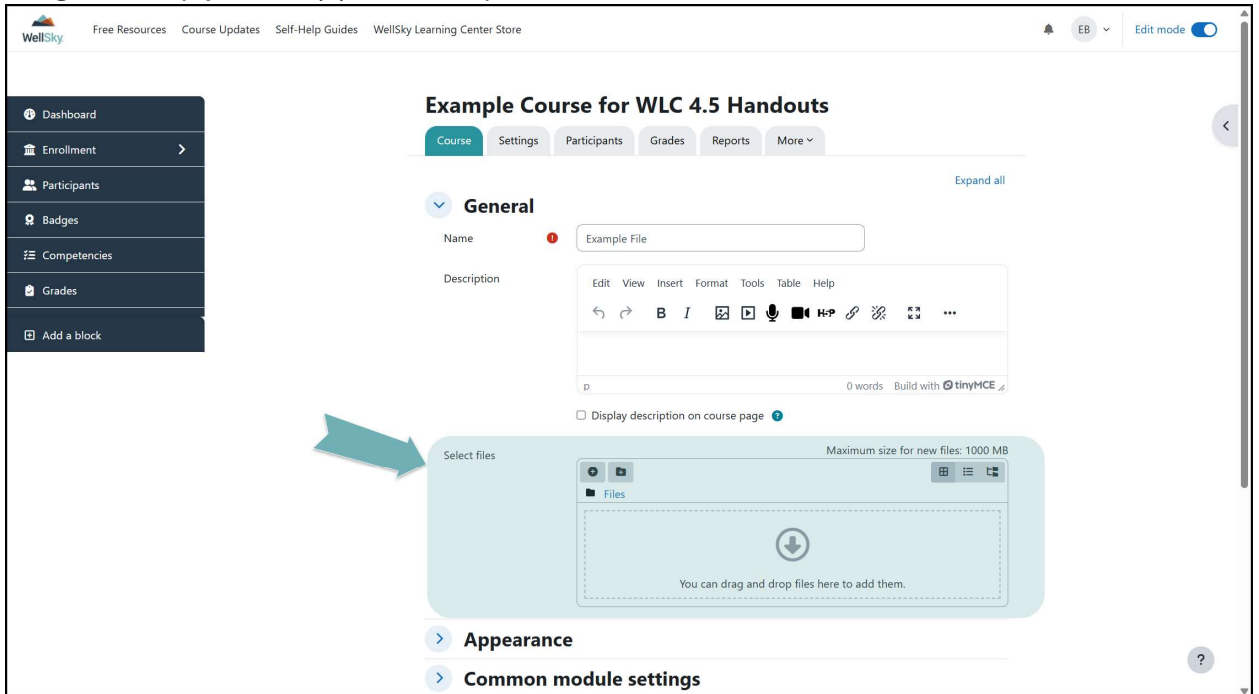 WellSky
Free Resources Course Updates Self-Help Guides WellSky Learning Center Store
EB
Edit mode
Dashboard
Enrollment
Participants
Badges
Competencies
Grades
Add a block
Example Course for WLC 4.5 Handouts
Course Settings Participants Grades Reports More
Expand all
General
Name
Example File
Description
Edit View Insert Format Tools Table Help
B I H-P
p 0 words Build with tinyMCE
Display description on course page ?
Select files
Maximum size for new files: 1000 MB
Files
You can drag and drop files here to add them.
Appearance
Common module settings
?